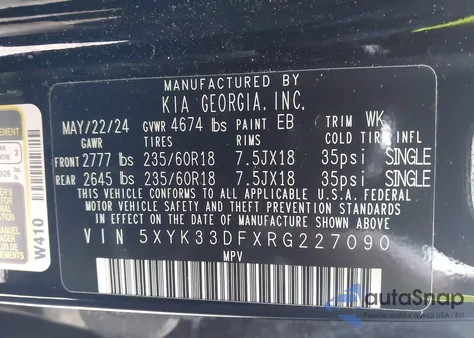 MANUFACTURED BY
KIA GEORGIA, INC.
MAY/22/24 GVWR 4674 lbs PAINT EB TRIM WK
GAWR TIRES RIMS COLD TIRE INFL
FRONT 2777 lbs 235/60R18 7.5JX18 35psi SINGLE
REAR 2645 lbs 235/60R18 7.5JX18 35psi SINGLE
THIS VEHICLE CONFORMS TO ALL APPLICABLE U.S.A. FEDERAL
MOTOR VEHICLE SAFETY, BUMPER, AND THEFT PREVENTION STANDARDS
IN EFFECT ON THE DATE OF MANUFACTURE SHOWN ABOVE.
VIN 5XYK33DFXRG227090
MPV
W410
EMENT
3
autoSnap